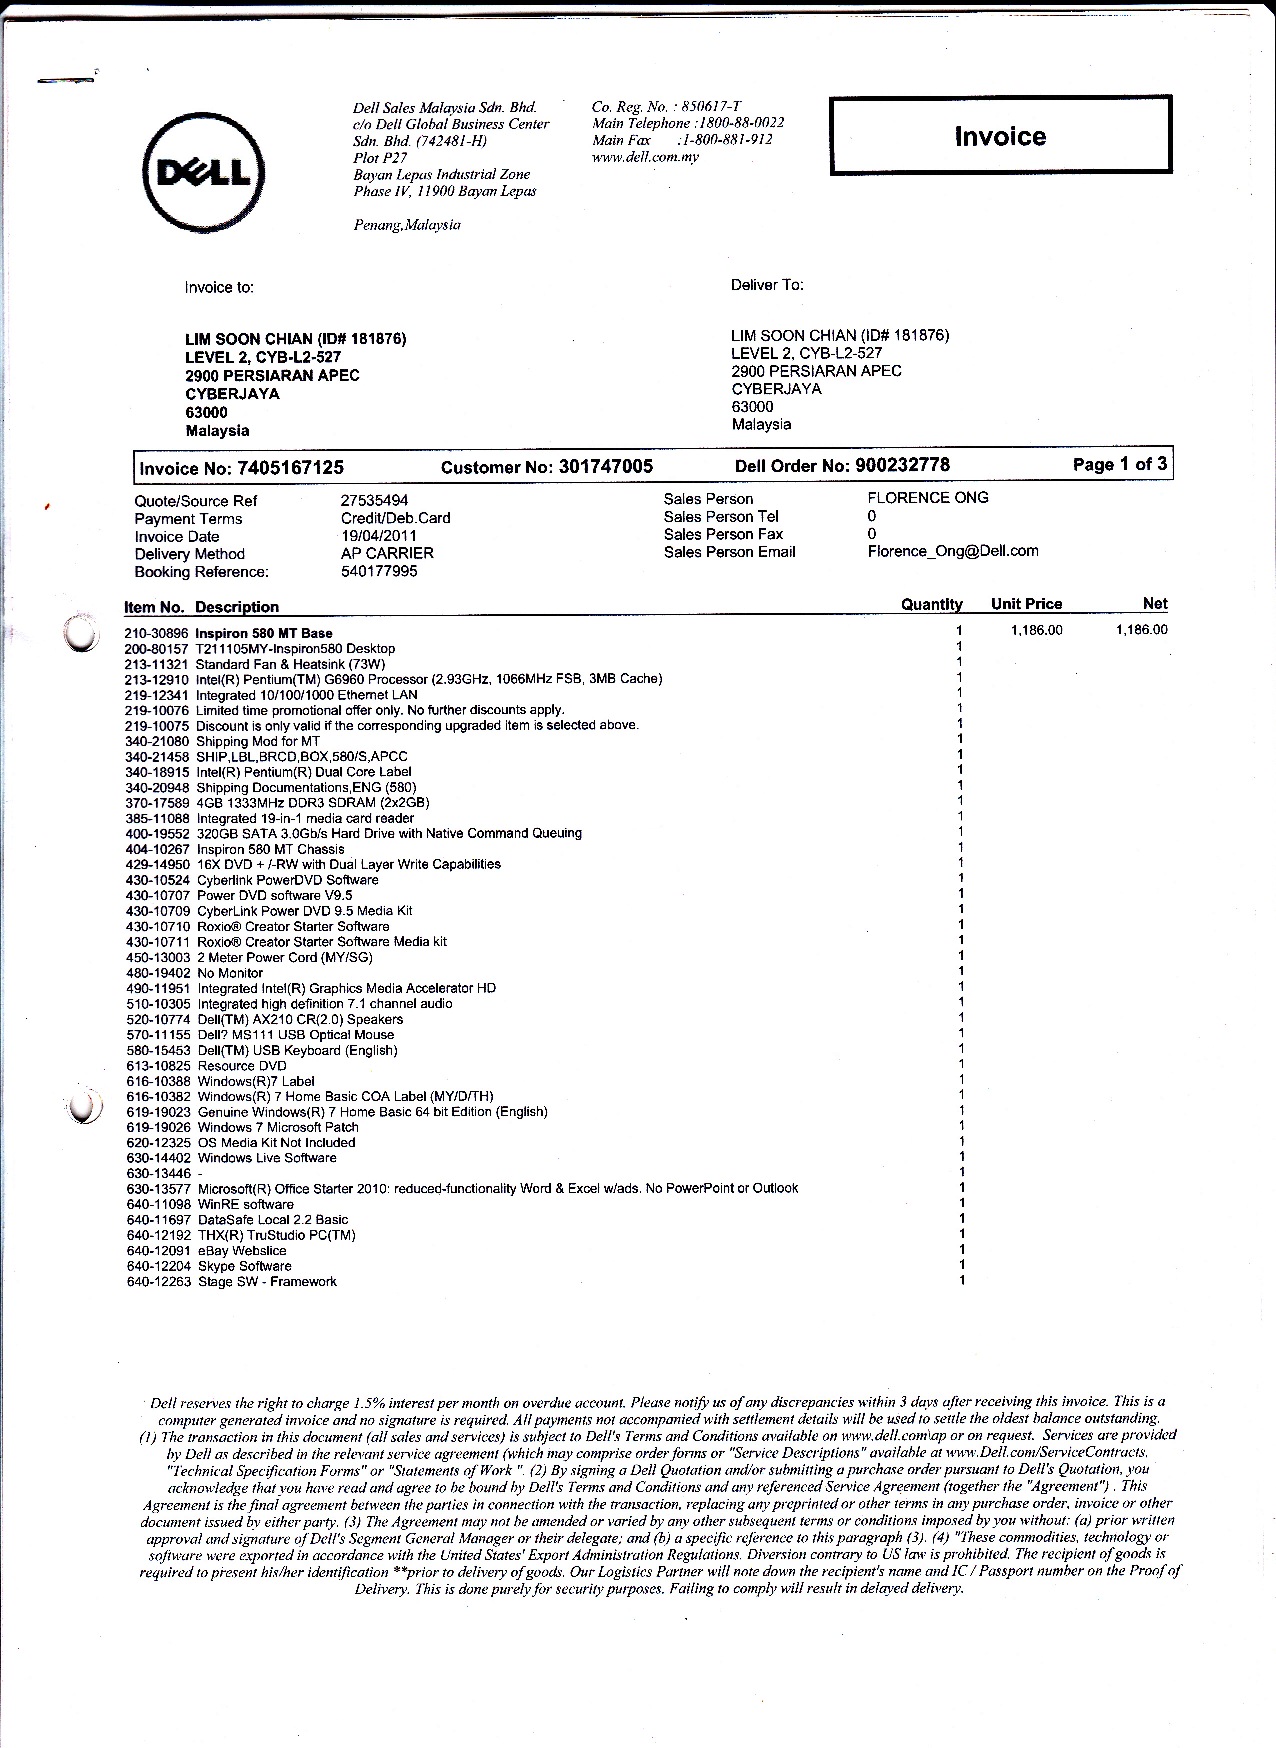 DELL
Dell Sales Malaysia Sdn. Bhd.
c/o Dell Global Business Center
Sdn. Bhd. (742481-H)
Plot P27
Bayan Lepas Industrial Zone
Phase IV, 11900 Bayan Lepas
Penang,Malaysia
Co. Reg. No. : 850617-T
Main Telephone :1800-88-0022
Main Fax :1-800-881-912
www.dell.com.my
Invoice
Invoice to:
LIM SOON CHIAN (ID# 181876)
LEVEL 2, CYB-L2-527
2900 PERSIARAN APEC
CYBERJAYA
63000
Malaysia
Deliver To:
LIM SOON CHIAN (ID# 181876)
LEVEL 2, CYB-L2-527
2900 PERSIARAN APEC
CYBERJAYA
63000
Malaysia
Invoice No: 7405167125 Customer No: 301747005 Dell Order No: 900232778 Page 1 of 3
Quote/Source Ref 27535494 Sales Person FLORENCE ONG
Payment Terms Credit/Deb.Card Sales Person Tel 0
Invoice Date 19/04/2011 Sales Person Fax 0
Delivery Method AP CARRIER Sales Person Email Florence_Ong@Dell.com
Booking Reference: 540177995
Item No. Description Quantity Unit Price Net
210-30896 Inspiron 580 MT Base 1 1,186.00 1,186.00
200-80157 T211105MY-Inspiron580 Desktop 1
213-11321 Standard Fan & Heatsink (73W) 1
213-12910 Intel(R) Pentium(TM) G6960 Processor (2.93GHz, 1066MHz FSB, 3MB Cache) 1
219-12341 Integrated 10/100/1000 Ethernet LAN 1
219-10076 Limited time promotional offer only. No further discounts apply. 1
219-10075 Discount is only valid if the corresponding upgraded item is selected above. 1
340-21080 Shipping Mod for MT 1
340-21458 SHIP,LBL,BRCD,BOX,580/S,APCC 1
340-18915 Intel(R) Pentium(R) Dual Core Label 1
340-20948 Shipping Documentations,ENG (580) 1
370-17589 4GB 1333MHz DDR3 SDRAM (2x2GB) 1
385-11088 Integrated 19-in-1 media card reader 1
400-19552 320GB SATA 3.0Gb/s Hard Drive with Native Command Queuing 1
404-10267 Inspiron 580 MT Chassis 1
429-14950 16X DVD + /-RW with Dual Layer Write Capabilities 1
430-10524 Cyberlink PowerDVD Software 1
430-10707 Power DVD software V9.5 1
430-10709 CyberLink Power DVD 9.5 Media Kit 1
430-10710 Roxio® Creator Starter Software 1
430-10711 Roxio® Creator Starter Software Media kit 1
450-13003 2 Meter Power Cord (MY/SG) 1
480-19402 No Monitor 1
490-11951 Integrated Intel(R) Graphics Media Accelerator HD 1
510-10305 Integrated high definition 7.1 channel audio 1
520-10774 Dell(TM) AX210 CR(2.0) Speakers 1
570-11155 Dell? MS111 USB Optical Mouse 1
580-15453 Dell(TM) USB Keyboard (English) 1
613-10825 Resource DVD 1
616-10388 Windows(R)7 Label 1
616-10382 Windows(R) 7 Home Basic COA Label (MY/D/TH) 1
619-19023 Genuine Windows(R) 7 Home Basic 64 bit Edition (English) 1
619-19026 Windows 7 Microsoft Patch 1
620-12325 OS Media Kit Not Included 1
630-14402 Windows Live Software 1
630-13446 - 1
630-13577 Microsoft(R) Office Starter 2010: reduced-functionality Word & Excel w/ads. No PowerPoint or Outlook 1
640-11098 WinRE software 1
640-11697 DataSafe Local 2.2 Basic 1
640-12192 THX(R) TruStudio PC(TM) 1
640-12091 eBay Webslice 1
640-12204 Skype Software 1
640-12263 Stage SW - Framework 1
Dell reserves the right to charge 1.5% interest per month on overdue account. Please notify us of any discrepancies within 3 days after receiving this invoice. This is a
computer generated invoice and no signature is required. All payments not accompanied with settlement details will be used to settle the oldest balance outstanding.
(1) The transaction in this document (all sales and services) is subject to Dell's Terms and Conditions available on www.dell.com\ap or on request. Services are provided
by Dell as described in the relevant service agreement (which may comprise order forms or "Service Descriptions" available at www.Dell.com/ServiceContracts,
"Technical Specification Forms" or "Statements of Work ". (2) By signing a Dell Quotation and/or submitting a purchase order pursuant to Dell's Quotation, you
acknowledge that you have read and agree to be bound by Dell's Terms and Conditions and any referenced Service Agreement (together the "Agreement") . This
Agreement is the final agreement between the parties in connection with the transaction, replacing any preprinted or other terms in any purchase order, invoice or other
document issued by either party. (3) The Agreement may not be amended or varied by any other subsequent terms or conditions imposed by you without: (a) prior written
approval and signature of Dell's Segment General Manager or their delegate; and (b) a specific reference to this paragraph (3). (4) "These commodities, technology or
software were exported in accordance with the United States' Export Administration Regulations. Diversion contrary to US law is prohibited. The recipient of goods is
required to present his/her identification **prior to delivery of goods. Our Logistics Partner will note down the recipient's name and IC / Passport number on the Proof of
Delivery. This is done purely for security purposes. Failing to comply will result in delayed delivery.